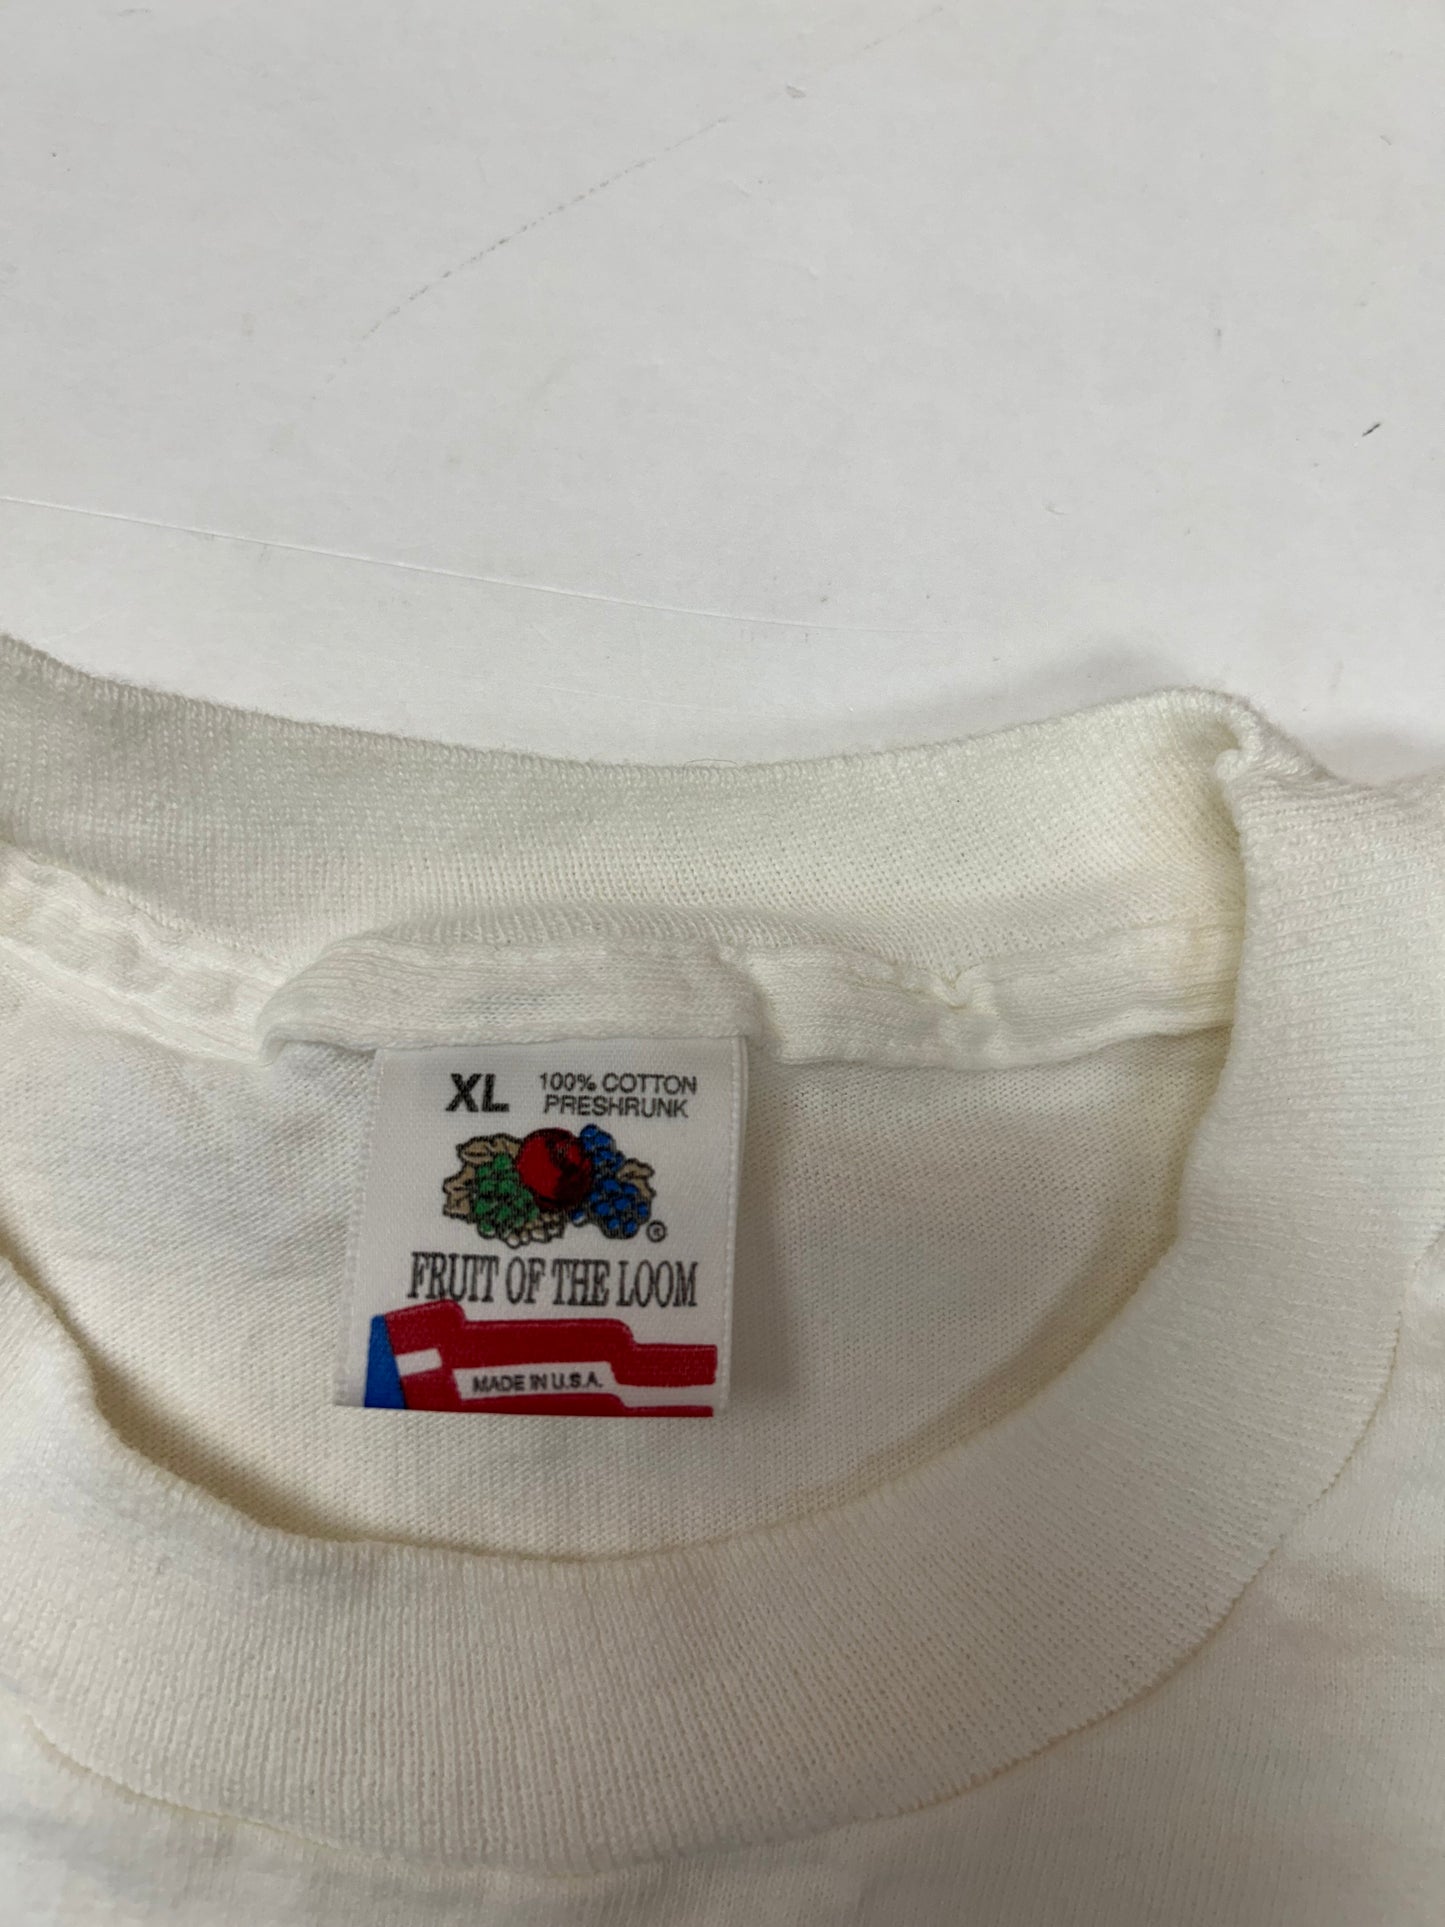 XL 100% COTTON
PRESHRUNK
®
FRUIT OF THE LOOM
MADE IN U.S.A.